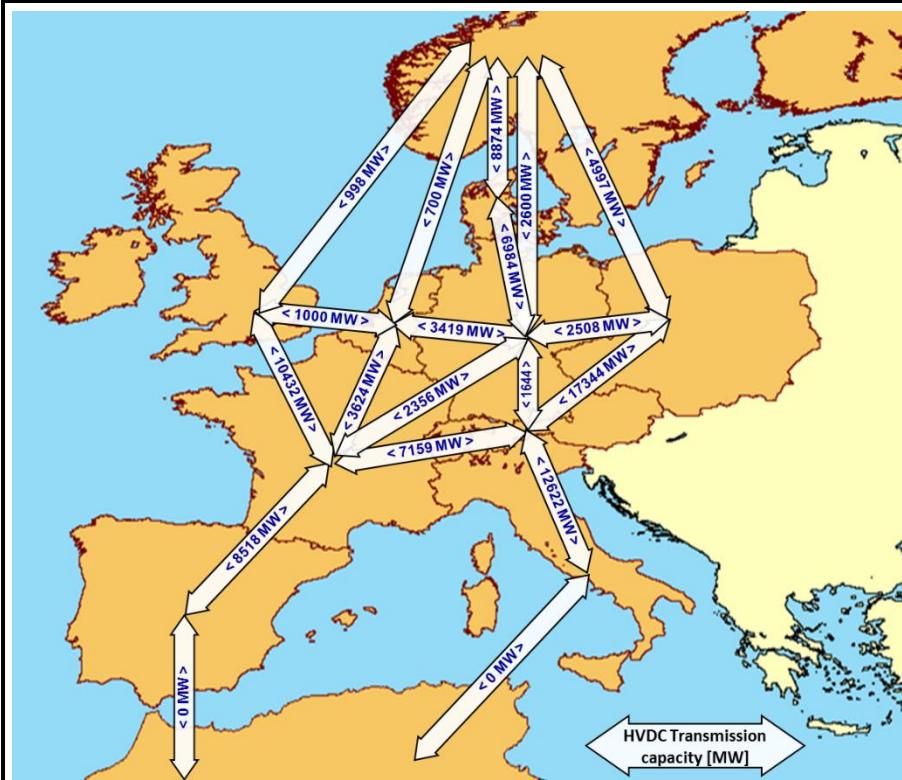 < 998 MW >
< 700 MW >
< 8874 MW >
< 2600 MW >
< 4997 MW >
< 6984 MW >
< 1000 MW >
< 3419 MW >
< 2508 MW >
< 10432 MW >
< 3624 MW >
< 2356 MW >
< 1644 >
< 17344 MW >
< 7159 MW >
< 12622 MW >
< 8518 MW >
< 0 MW >
< 0 MW >
HVDC Transmission
capacity [MW]